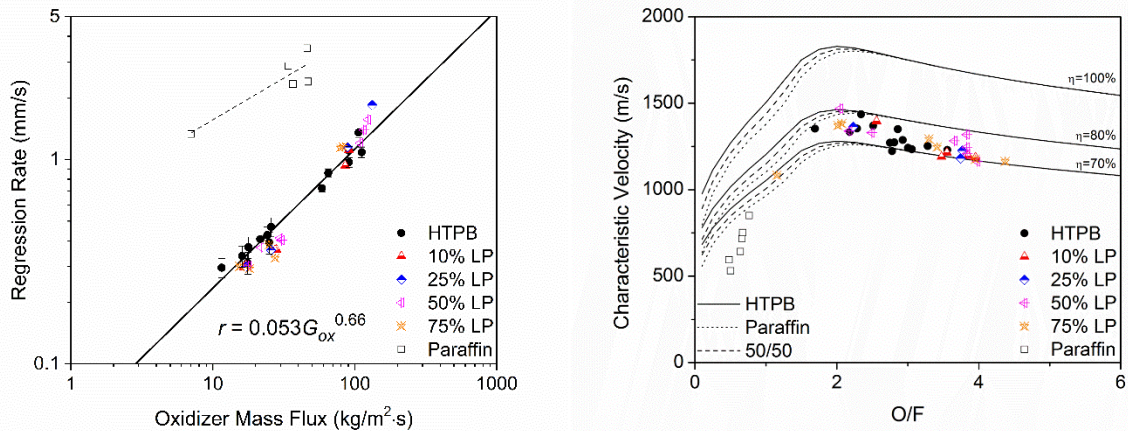 5
1
0.1
Regression Rate (mm/s)
HTPB
10% LP
25% LP
50% LP
75% LP
Paraffin
r = 0.053Gox^0.66
1 10 100 1000
Oxidizer Mass Flux (kg/m²·s)
2000
1500
1000
500
0
Characteristic Velocity (m/s)
η=100%
η=80%
η=70%
HTPB
10% LP
25% LP
50% LP
75% LP
Paraffin
HTPB
Paraffin
50/50
0 2 4 6
O/F